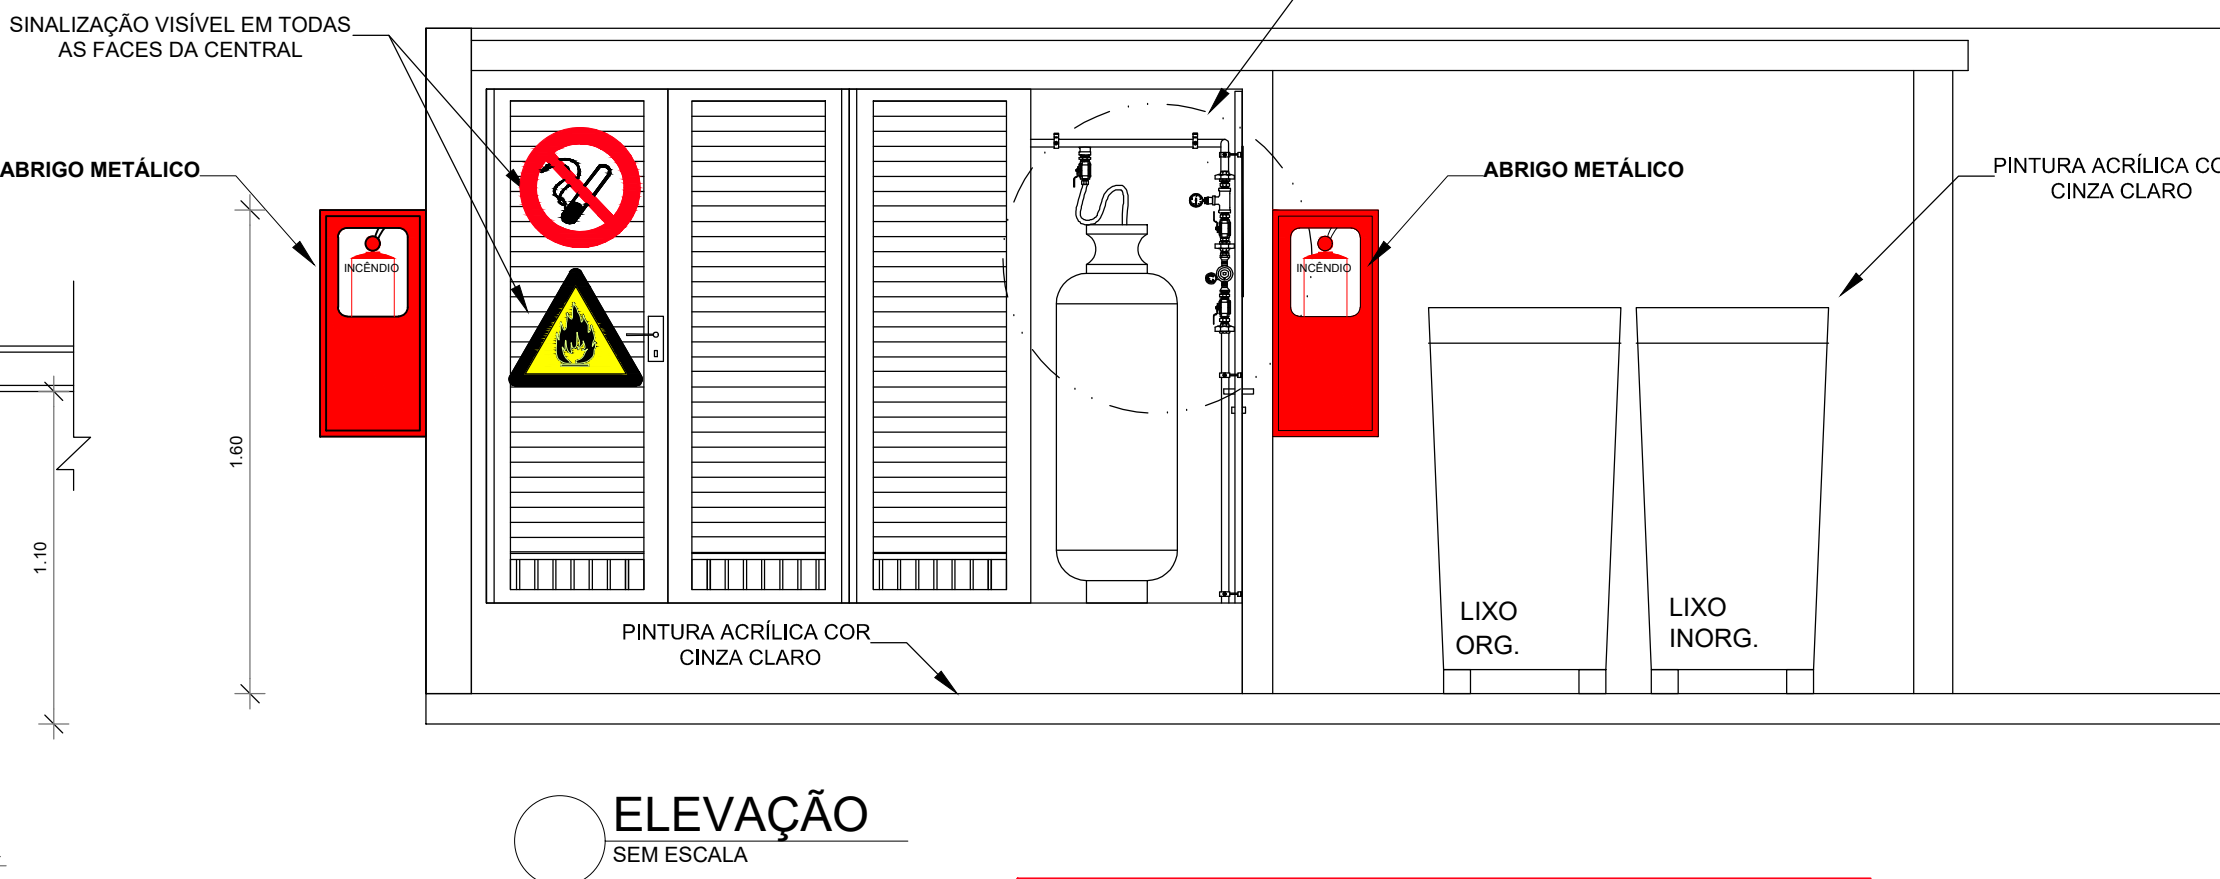 SINALIZAÇÃO VISÍVEL EM TODAS
AS FACES DA CENTRAL
ABRIGO METÁLICO
ABRIGO METÁLICO
PINTURA ACRÍLICA CO
CINZA CLARO
INCÊNDIO
INCÊNDIO
1.60
1.10
LIXO
ORG.
LIXO
INORG.
PINTURA ACRÍLICA COR
CINZA CLARO
ELEVAÇÃO
SEM ESCALA